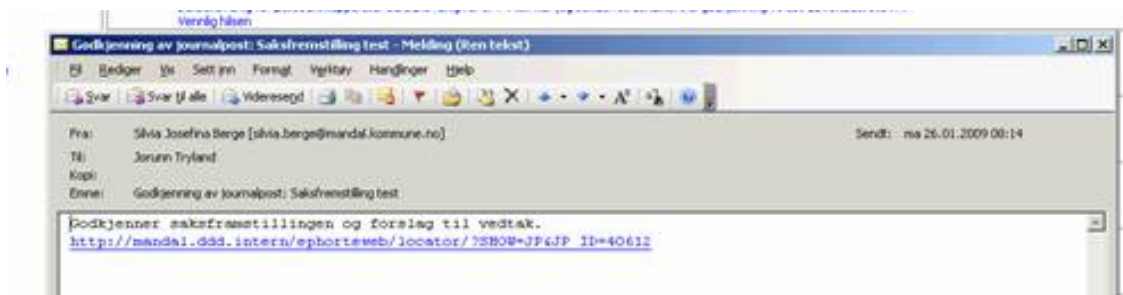 Vennlig hilsen
Godkjenning av journalpost: Saksfremstilling test - Melding (Ren tekst)
Fil Rediger Vis Sett inn Format Verktøy Handlinger Hjelp
Svar Svar til alle Videresend
Fra: Silvia Josefina Berge [silvia.berge@mandal.kommune.no] Sendt: ma 26.01.2009 08:14
Til: Jorunn Tryland
Kopi:
Emne: Godkjenning av journalpost: Saksfremstilling test
Godkjenner saksframstillingen og forslag til vedtak.
http://mandal.ddd.intern/ephorteweb/locator/?SHOW=JP&JP_ID=40612